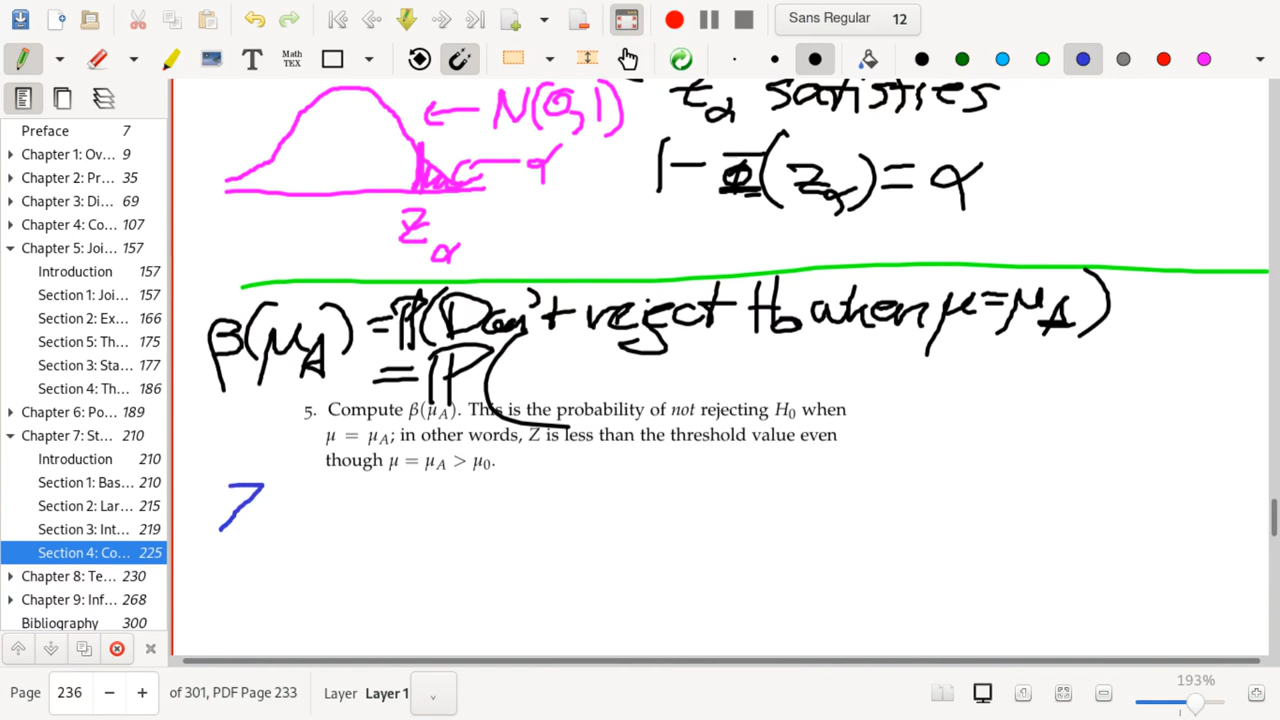 Sans Regular 12
T Math TEX
Preface 7
Chapter 1: Ov... 9
Chapter 2: Pr... 35
Chapter 3: Di... 69
Chapter 4: Co... 107
Chapter 5: Joi... 157
Introduction 157
Section 1: Joi... 157
Section 2: Ex... 166
Section 5: Th... 175
Section 3: Sta... 177
Section 4: Th... 186
Chapter 6: Po... 189
Chapter 7: St... 210
Introduction 210
Section 1: Bas... 210
Section 2: Lar... 215
Section 3: Int... 219
Section 4: Co... 225
Chapter 8: Te... 230
Chapter 9: Inf... 268
Bibliography 300
← N(0,1)
← α
z_α
satisfies
1 - Φ(z_α) = α
β(μ_A) = P(Don't reject H_0 when μ = μ_A)
= P(
5. Compute β(μ_A). This is the probability of not rejecting H_0 when
μ = μ_A; in other words, Z is less than the threshold value even
though μ = μ_A > μ_0.
Page 236 − + of 301, PDF Page 233 Layer Layer 1 193%